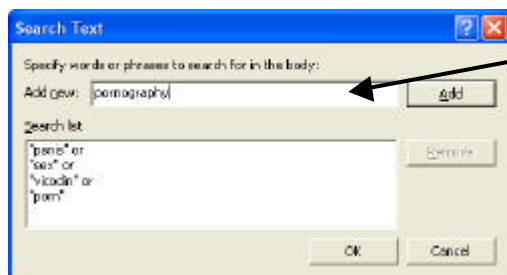 Search Text
Specify words or phrases to search for in the body:
Add new: pornography Add
Search list
"penis" or
"sex" or
"vicodin" or
"porn"
Remove
OK Cancel